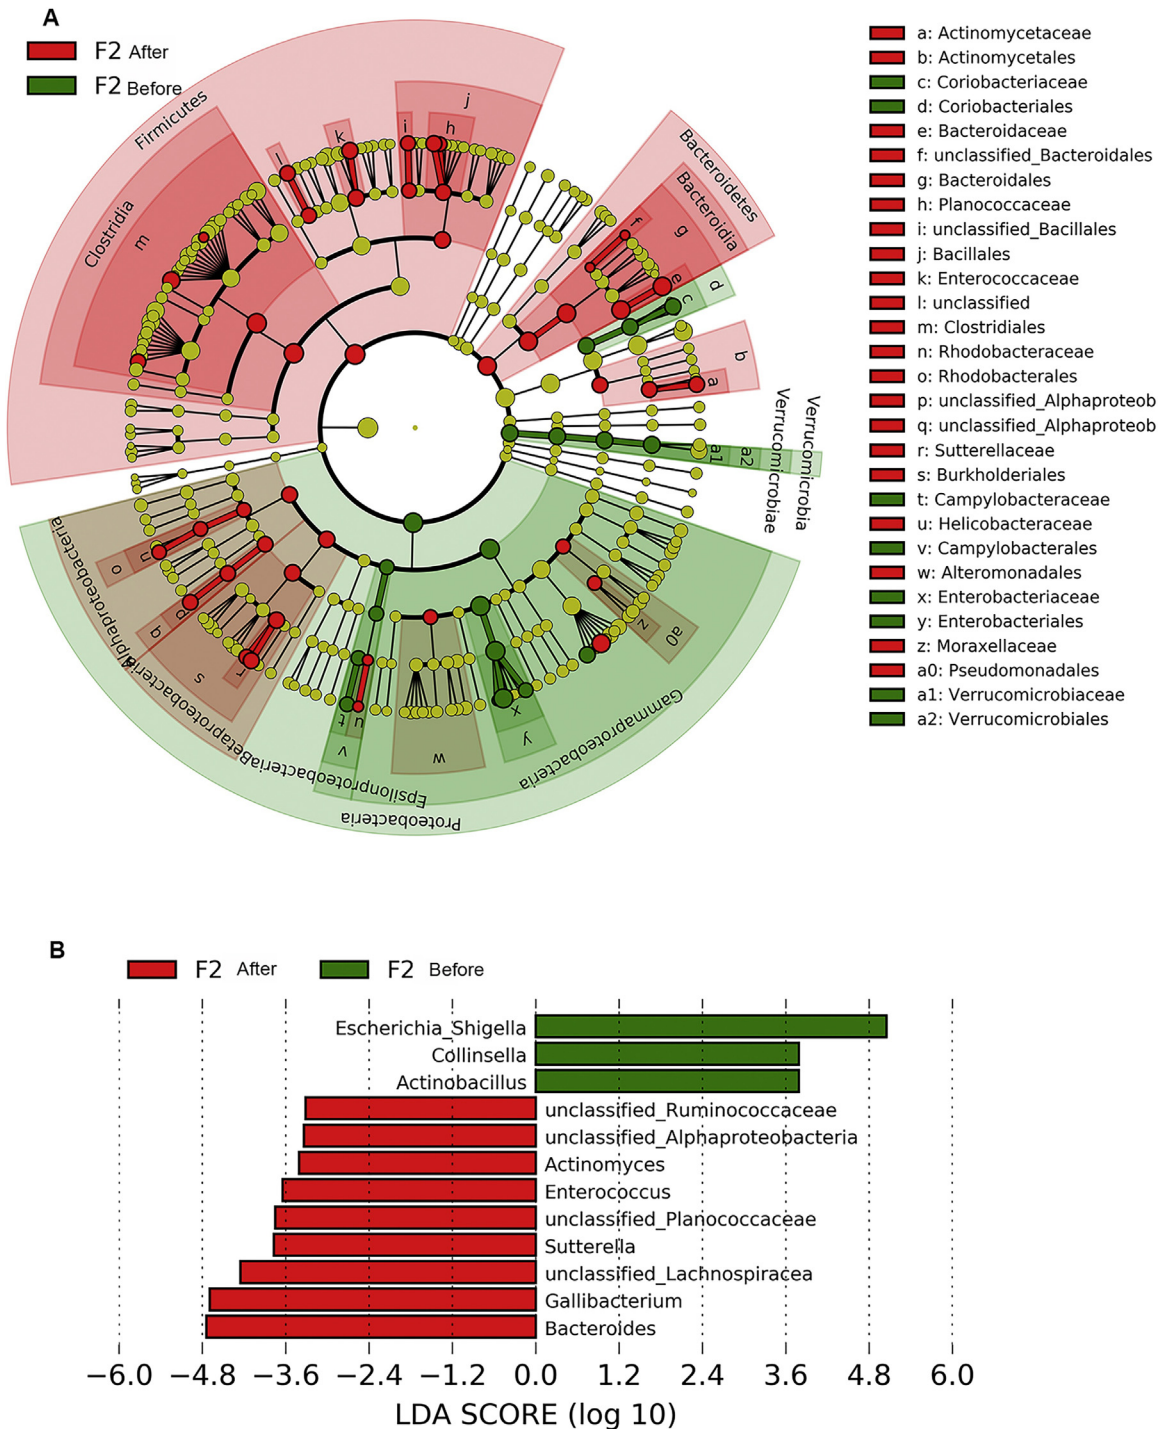 A
F2 After
F2 Before
Firmicutes
Clostridia
m
l
k
i
h
j
Bacteroidetes
Bacteroidia
f
g
e
c
d
b
a
Verrucomicrobia
Verrucomicrobiae
a1
a2
Gammaproteobacteria
z
a0
x
y
w
Proteobacteria
Epsilonproteobacteria
t
u
v
Betaproteobacteria
r
s
Alphaproteobacteria
p
q
n
o
a: Actinomycetaceae
b: Actinomycetales
c: Coriobacteriaceae
d: Coriobacteriales
e: Bacteroidaceae
f: unclassified_Bacteroidales
g: Bacteroidales
h: Planococcaceae
i: unclassified_Bacillales
j: Bacillales
k: Enterococcaceae
l: unclassified
m: Clostridiales
n: Rhodobacteraceae
o: Rhodobacterales
p: unclassified_Alphaproteob
q: unclassified_Alphaproteob
r: Sutterellaceae
s: Burkholderiales
t: Campylobacteraceae
u: Helicobacteraceae
v: Campylobacterales
w: Alteromonadales
x: Enterobacteriaceae
y: Enterobacteriales
z: Moraxellaceae
a0: Pseudomonadales
a1: Verrucomicrobiaceae
a2: Verrucomicrobiales
B
F2 After F2 Before
Escherichia_Shigella
Collinsella
Actinobacillus
unclassified_Ruminococcaceae
unclassified_Alphaproteobacteria
Actinomyces
Enterococcus
unclassified_Planococcaceae
Sutterella
unclassified_Lachnospiracea
Gallibacterium
Bacteroides
−6.0 −4.8 −3.6 −2.4 −1.2 0.0 1.2 2.4 3.6 4.8 6.0
LDA SCORE (log 10)